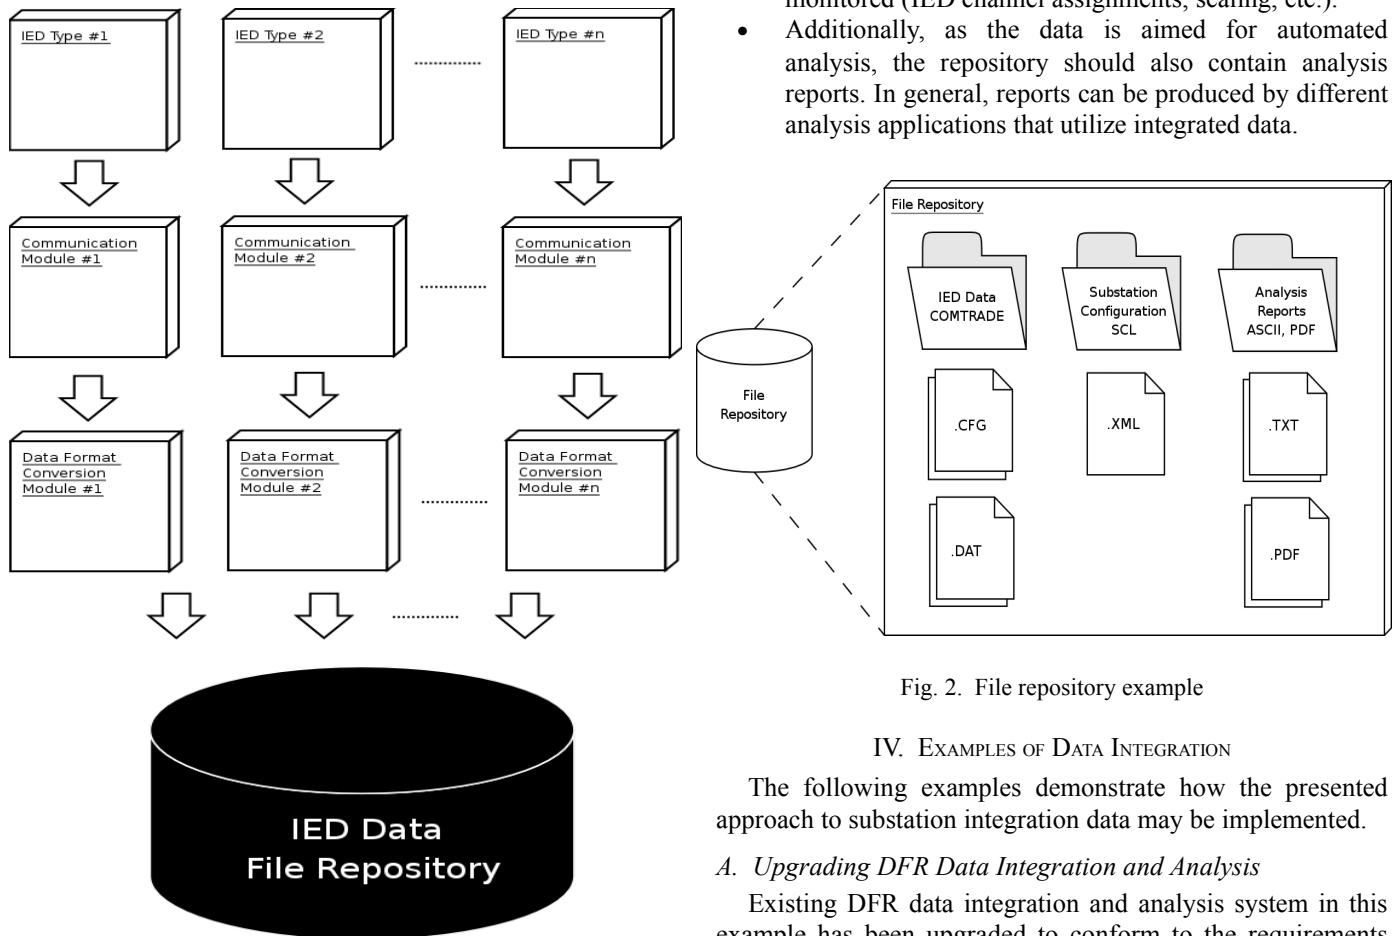 IED Type #1
IED Type #2
IED Type #n
Communication
Module #1
Communication
Module #2
Communication
Module #n
Data Format
Conversion
Module #1
Data Format
Conversion
Module #2
Data Format
Conversion
Module #n
IED Data
File Repository
monitored (IED channel assignments, scaling, etc.).
• Additionally, as the data is aimed for automated
analysis, the repository should also contain analysis
reports. In general, reports can be produced by different
analysis applications that utilize integrated data.
File
Repository
File Repository
IED Data
COMTRADE
Substation
Configuration
SCL
Analysis
Reports
ASCII, PDF
.CFG
.XML
.TXT
.DAT
.PDF
Fig. 2. File repository example
IV. EXAMPLES OF DATA INTEGRATION
The following examples demonstrate how the presented
approach to substation integration data may be implemented.
A. Upgrading DFR Data Integration and Analysis
Existing DFR data integration and analysis system in this
example has been upgraded to conform to the requirements